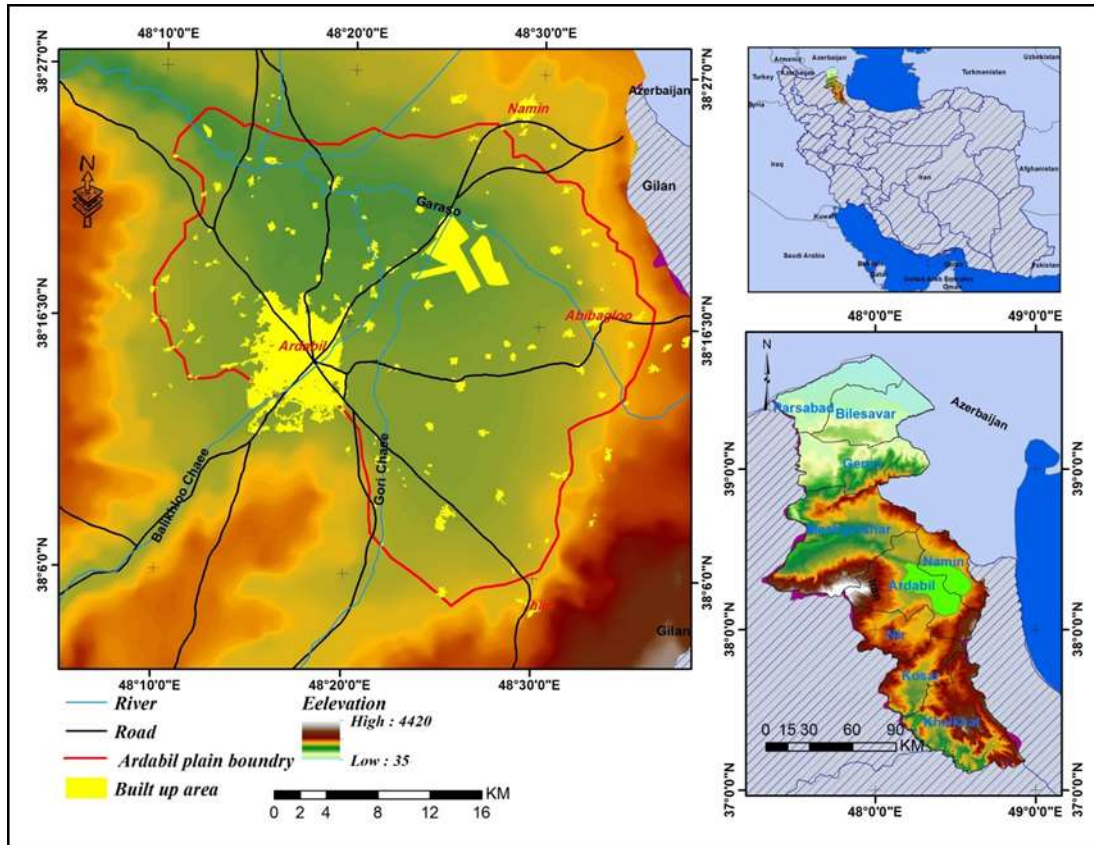 48°10'0"E
48°20'0"E
48°30'0"E
38°27'0"N
38°16'30"N
38°6'0"N
38°27'0"N
38°16'30"N
38°6'0"N
N
Namin
Azerbaijan
Gilan
Garaso
Abibagloo
Ardabil
Balikhloo Chaee
Gori Chaee
Gilan
48°10'0"E
48°20'0"E
48°30'0"E
River
Road
Ardabil plain boundry
Built up area
Eelevation
High : 4420
Low : 35
KM
0 2 4 8 12 16
Armenia
Azerbaijan
Azerbaijan
Uzbekistan
Turkey
Turkmenistan
Syria
Iraq
Iran
Afghanistan
Kuwait
Saudi Arabia
Qatar
United Arab Emirates
Oman
Pakistan
48°0'0"E
49°0'0"E
N
Parsabad
Bilesavar
Azerbaijan
Germi
Namin
Ardabil
Nir
Kosar
Khalkhal
0 15 30 60 90
KM
39°0'0"N
38°0'0"N
37°0'0"N
39°0'0"N
38°0'0"N
37°0'0"N
48°0'0"E
49°0'0"E